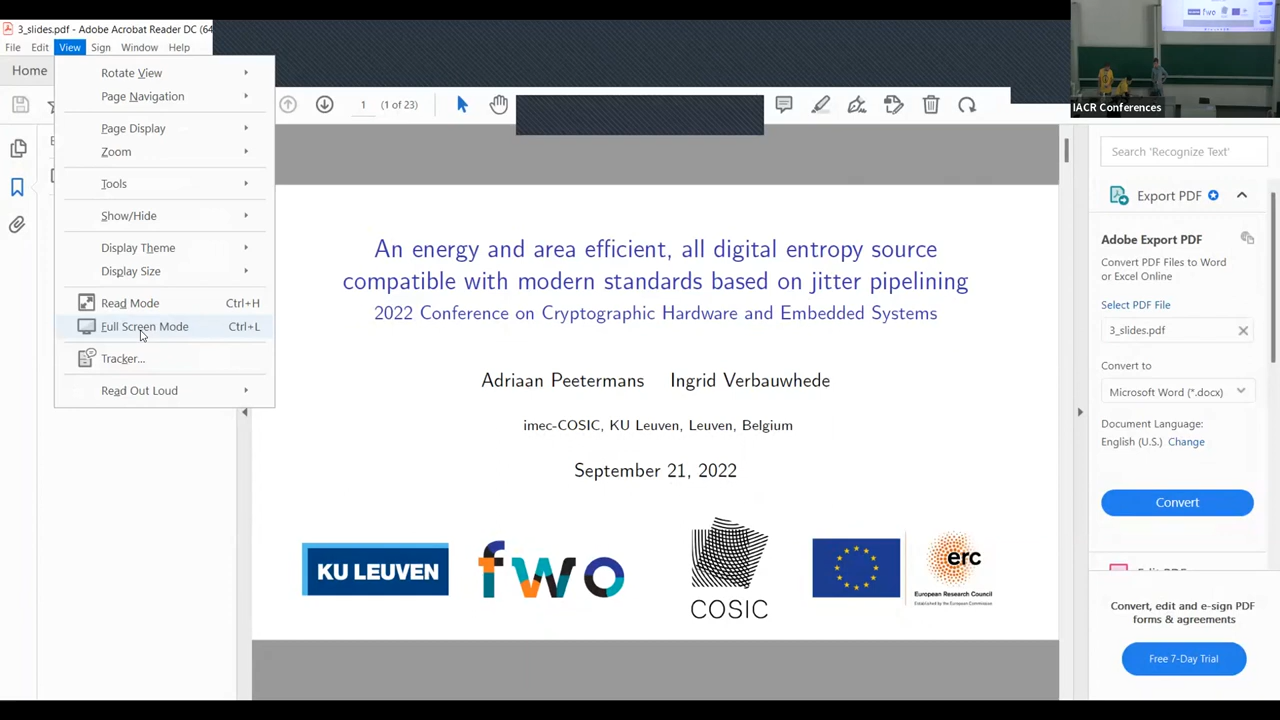 3_slides.pdf - Adobe Acrobat Reader DC (64
File Edit View Sign Window Help
Home
Rotate View
Page Navigation
Page Display
Zoom
Tools
Show/Hide
Display Theme
Display Size
Read Mode Ctrl+H
Full Screen Mode Ctrl+L
Tracker...
Read Out Loud
1 (1 of 23)
IACR Conferences
An energy and area efficient, all digital entropy source
compatible with modern standards based on jitter pipelining
2022 Conference on Cryptographic Hardware and Embedded Systems
Adriaan Peetermans Ingrid Verbauwhede
imec-COSIC, KU Leuven, Leuven, Belgium
September 21, 2022
KU LEUVEN
fwo
COSIC
erc
European Research Council
Established by the European Commission
Search 'Recognize Text'
Export PDF
Adobe Export PDF
Convert PDF Files to Word
or Excel Online
Select PDF File
3_slides.pdf
Convert to
Microsoft Word (*.docx)
Document Language:
English (U.S.) Change
Convert
Convert, edit and e-sign PDF
forms & agreements
Free 7-Day Trial